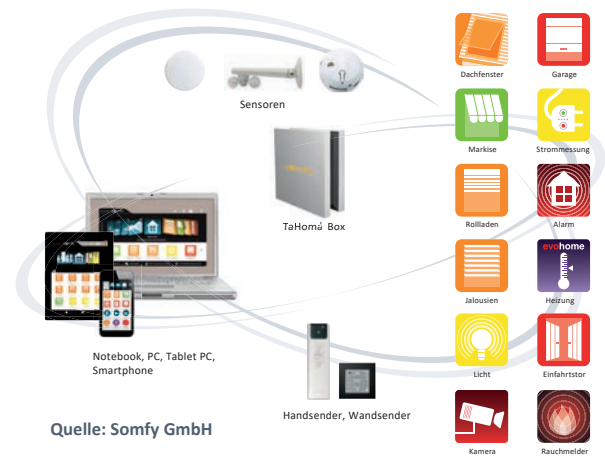 Sensoren
TaHoma Box
Notebook, PC, Tablet PC,
Smartphone
Handsender, Wandsender
Quelle: Somfy GmbH
Dachfenster
Garage
Markise
Strommessung
Rollladen
Alarm
Jalousien
evohome
Heizung
Licht
Einfahrtstor
Kamera
Rauchmelder